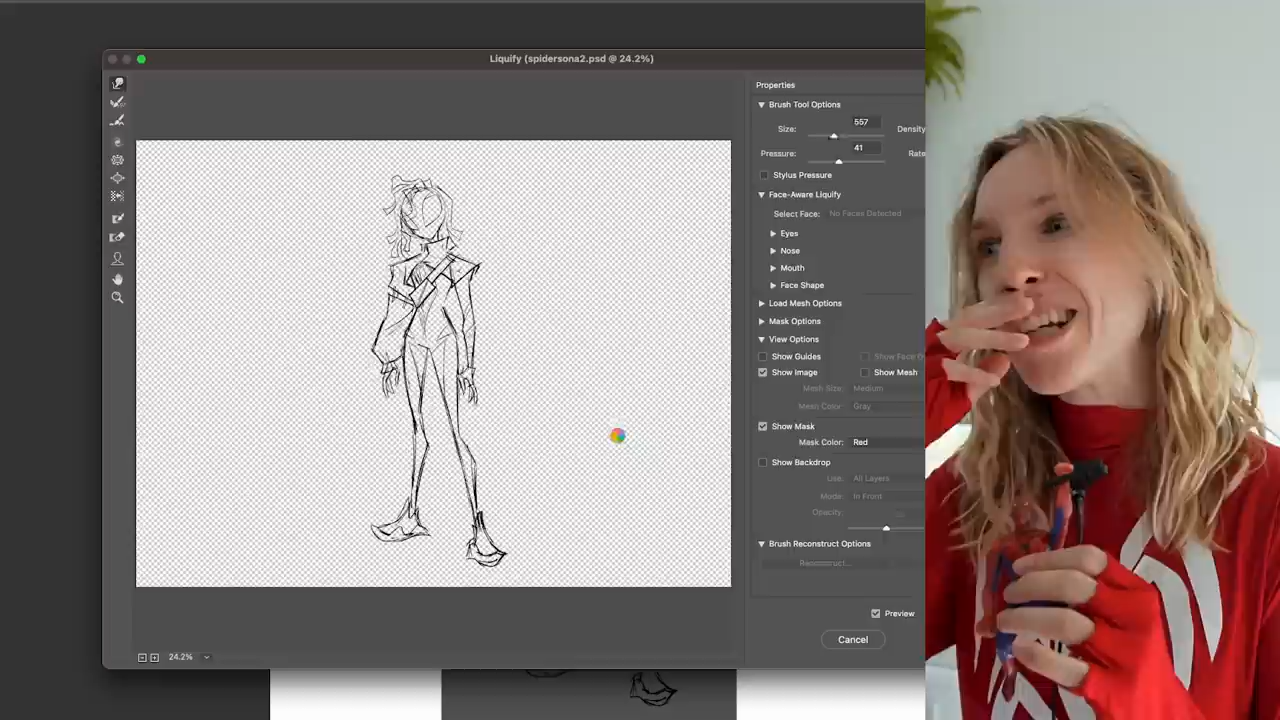 Liquify (spidersona2.psd @ 24.2%)
Properties
Brush Tool Options
Size: 557 Density
Pressure: 41 Rate
Stylus Pressure
Face-Aware Liquify
Select Face: No Faces Detected
Eyes
Nose
Mouth
Face Shape
Load Mesh Options
Mask Options
View Options
Show Guides Show Face O
Show Image Show Mesh
Mesh Size: Medium
Mesh Color: Gray
Show Mask
Mask Color: Red
Show Backdrop
Use: All Layers
Mode: In Front
Opacity:
Brush Reconstruct Options
Reconstruct...
Preview
Cancel
24.2%